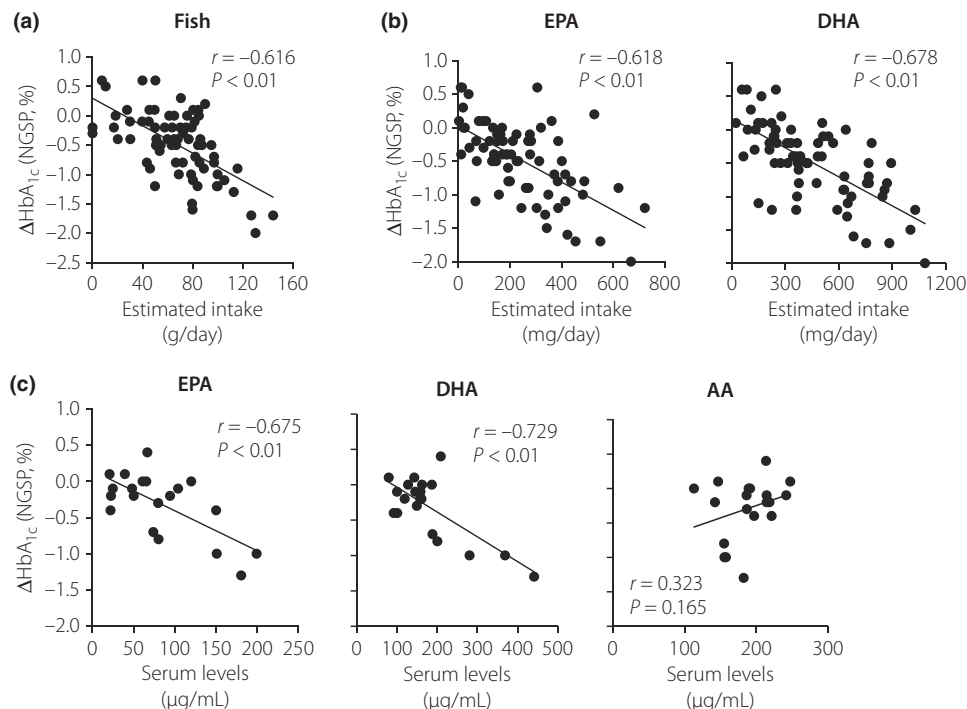 (a)
Fish
r = −0.616
P < 0.01
ΔHbA1c (NGSP, %)
1.0
0.5
0.0
−0.5
−1.0
−1.5
−2.0
−2.5
0 40 80 120 160
Estimated intake
(g/day)
(b)
EPA
r = −0.618
P < 0.01
ΔHbA1c (NGSP, %)
1.0
0.5
0.0
−0.5
−1.0
−1.5
−2.0
0 200 400 600 800
Estimated intake
(mg/day)
DHA
r = −0.678
P < 0.01
0 300 600 900 1200
Estimated intake
(mg/day)
(c)
EPA
r = −0.675
P < 0.01
ΔHbA1c (NGSP, %)
1.0
0.5
0.0
−0.5
−1.0
−1.5
−2.0
0 50 100 150 200 250
Serum levels
(µg/mL)
DHA
r = −0.729
P < 0.01
0 100 200 300 400 500
Serum levels
(µg/mL)
AA
r = 0.323
P = 0.165
0 100 200 300
Serum levels
(µg/mL)